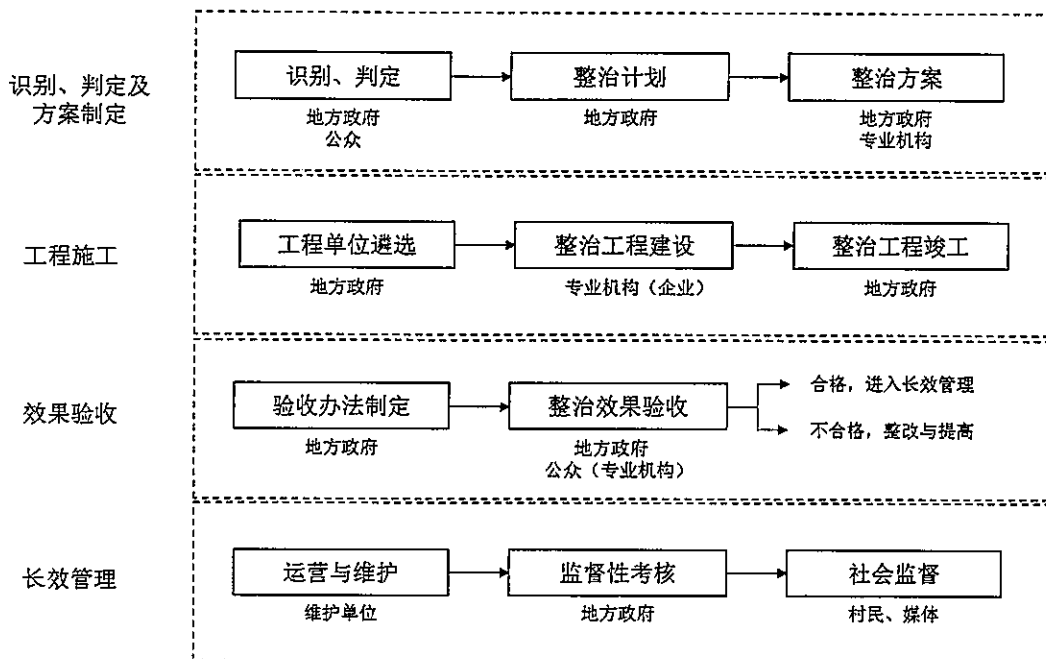 识别、判定及
方案制定
识别、判定
整治计划
整治方案
地方政府
公众
地方政府
地方政府
专业机构
工程施工
工程单位遴选
整治工程建设
整治工程竣工
地方政府
专业机构（企业）
地方政府
效果验收
验收办法制定
整治效果验收
合格，进入长效管理
不合格，整改与提高
地方政府
地方政府
公众（专业机构）
长效管理
运营与维护
监督性考核
社会监督
维护单位
地方政府
村民、媒体